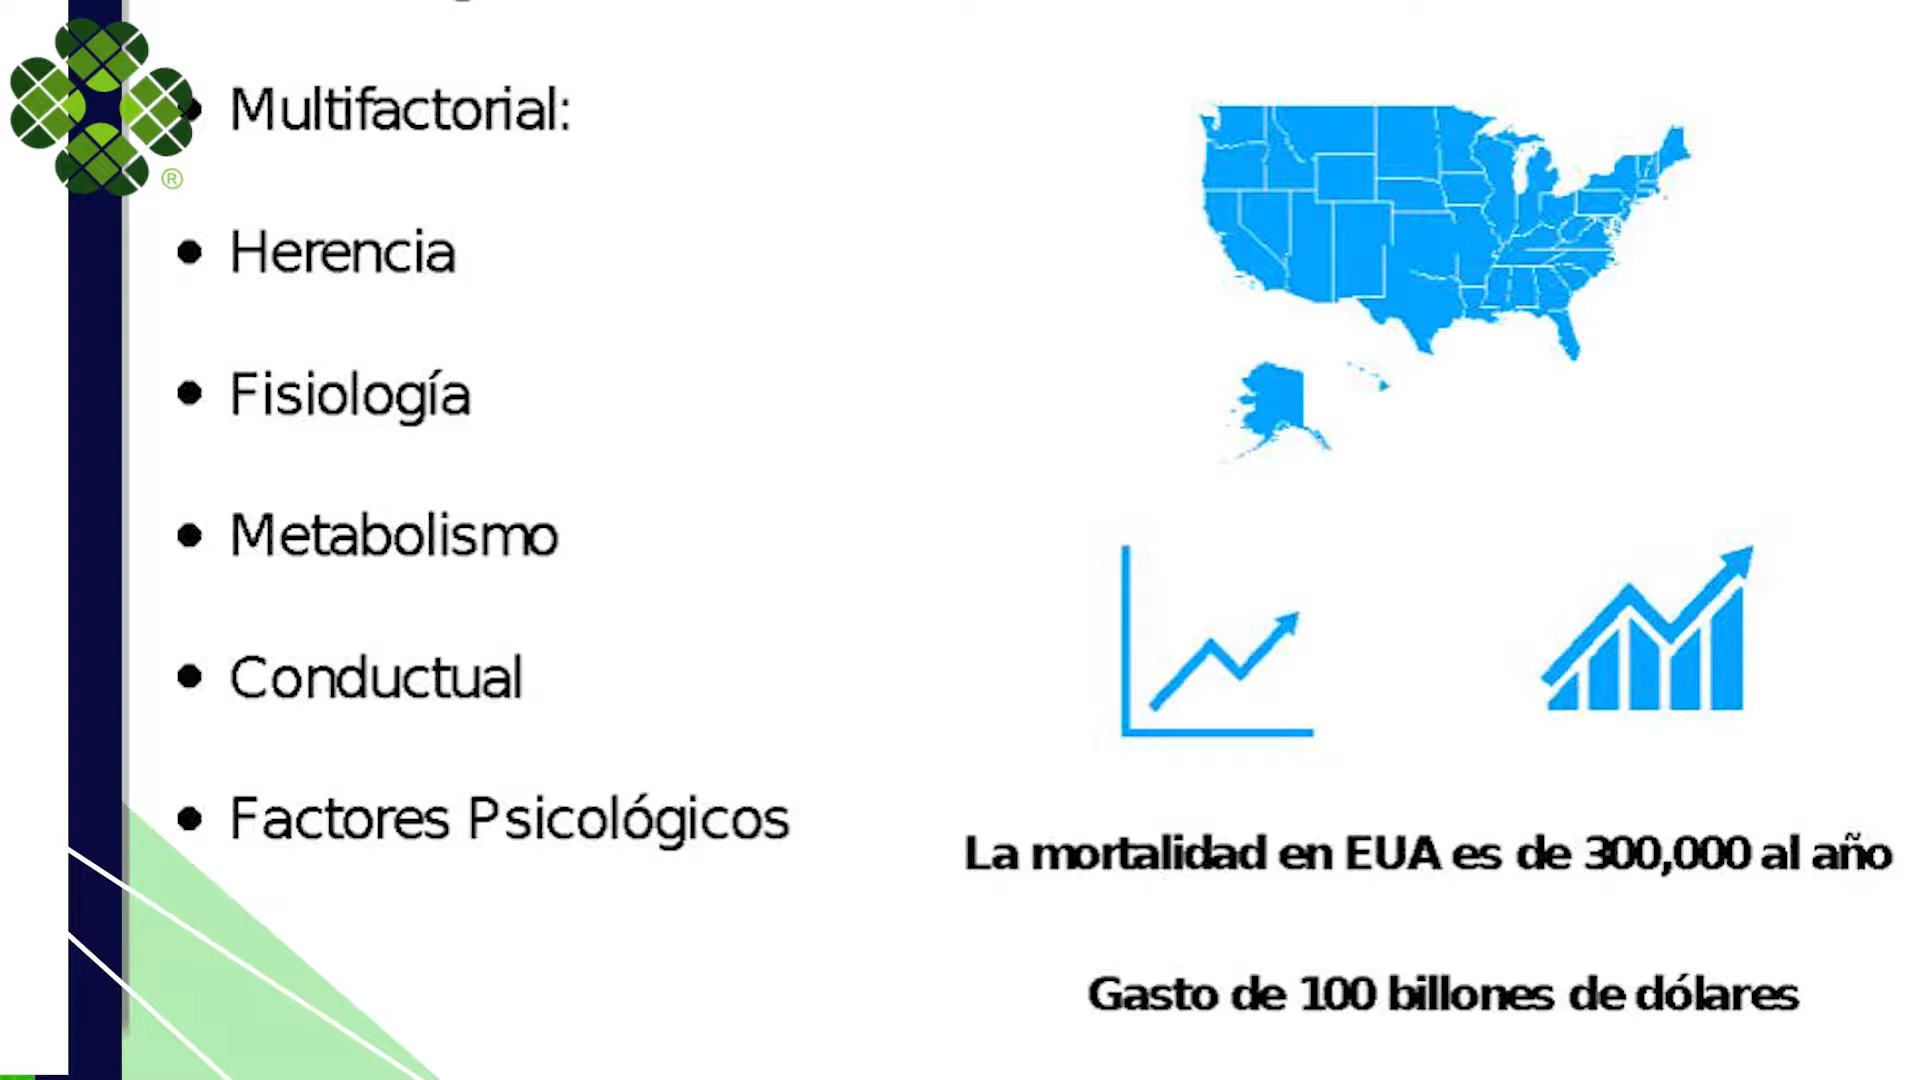 Multifactorial:
Herencia
Fisiología
Metabolismo
Conductual
Factores Psicológicos
La mortalidad en EUA es de 300,000 al año
Gasto de 100 billones de dólares
®